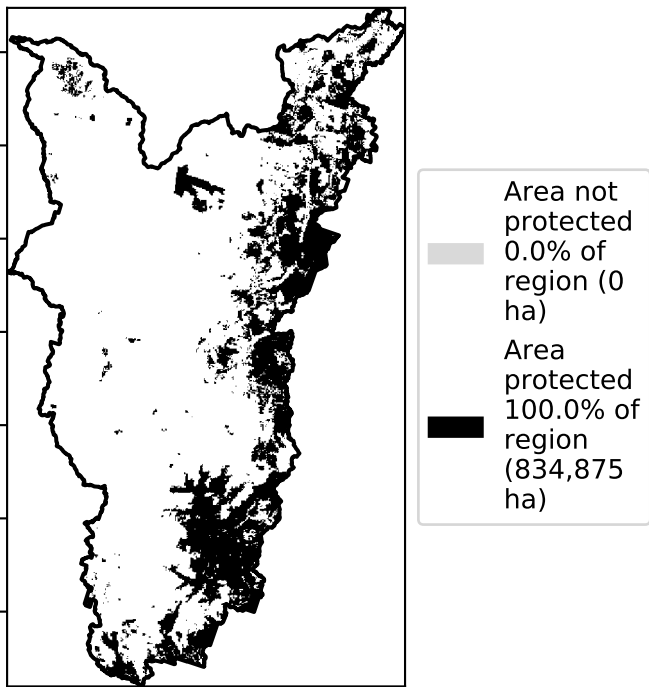 Area not
protected
0.0% of
region (0
ha)
Area
protected
100.0% of
region
(834,875
ha)